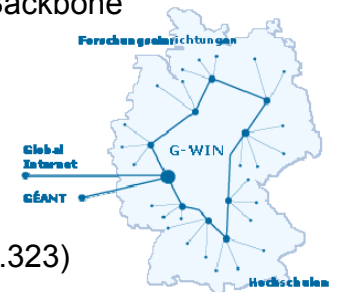 Backbone
Forschungseinrichtungen
G-WIN
Global
Internet
GÉANT
.323)
Hochschulen